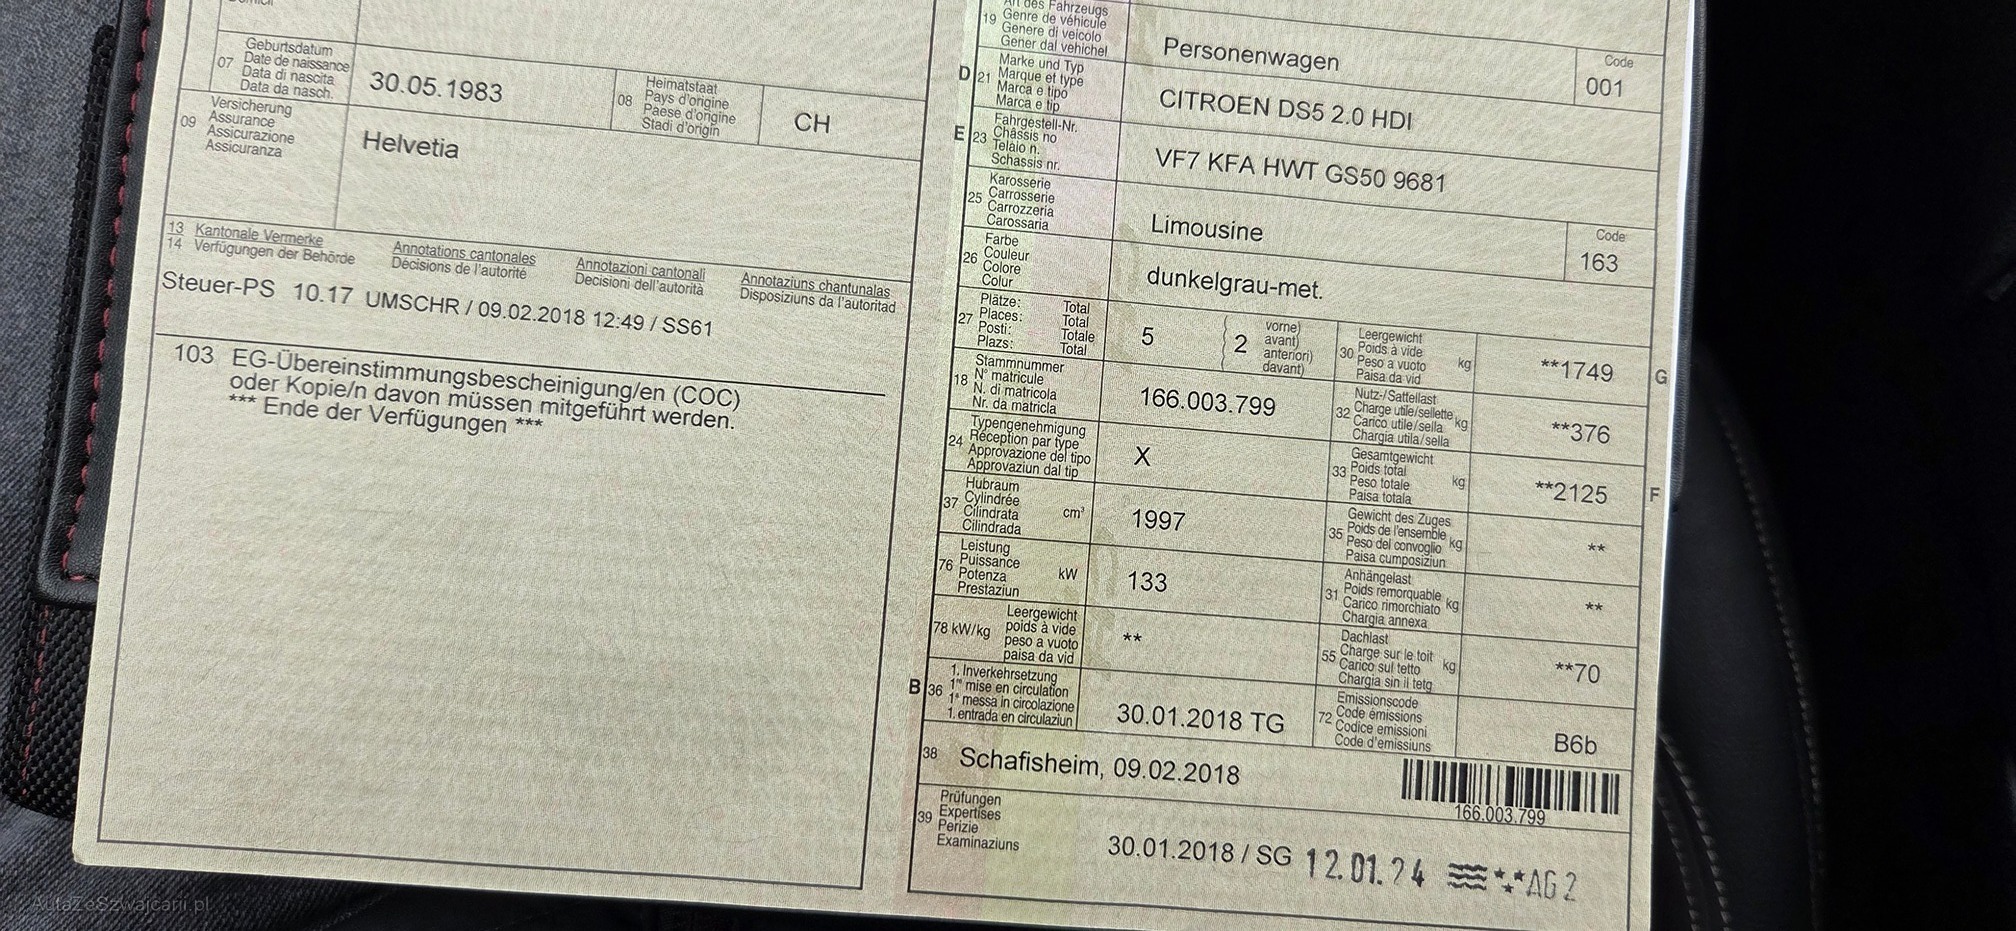 07 Geburtsdatum
Date de naissance
Data di nascita
Data da nasch.
30.05.1983
08 Heimatstaat
Pays d'origine
Paese d'origine
Stadi d'origin
CH
09 Versicherung
Assurance
Assicurazione
Assicuranza
Helvetia
13 Kantonale Vermerke Annotations cantonales Annotazioni cantonali Annotaziuns chantunalas
14 Verfügungen der Behörde Décisions de l'autorité Decisioni dell'autorità Disposiziuns da l'autoritad
Steuer-PS 10.17 UMSCHR / 09.02.2018 12:49 / SS61
103 EG-Übereinstimmungsbescheinigung/en (COC)
oder Kopie/n davon müssen mitgeführt werden.
*** Ende der Verfügungen ***
19 Art des Fahrzeugs
Genre de véhicule
Genere di veicolo
Gener dal vehichel
Personenwagen
Code
001
D 21 Marke und Typ
Marque et type
Marca e tipo
Marca e tip
CITROEN DS5 2.0 HDI
E 23 Fahrgestell-Nr.
Châssis no
Telaio n.
Schassis nr.
VF7 KFA HWT GS50 9681
25 Karosserie
Carrosserie
Carrozzeria
Carossaria
Limousine
Code
163
26 Farbe
Couleur
Colore
Colur
dunkelgrau-met.
27 Plätze: Total
Places: Total
Posti: Totale
Plazs: Total
5
2 vorne)
avant)
anteriori)
davant)
30 Leergewicht
Poids à vide kg
Peso a vuoto
Paisa da vid
**1749
G
18 Stammnummer
N° matricule
N. di matricola
Nr. da matricla
166.003.799
32 Nutz-/Sattellast
Charge utile/sellette kg
Carico utile/sella
Chargia utila/sella
**376
24 Typengenehmigung
Réception par type
Approvazione del tipo
Approvaziun dal tip
X
33 Gesamtgewicht
Poids total
Peso totale kg
Paisa totala
**2125
F
37 Hubraum
Cylindrée
Cilindrata cm³
Cilindrada
1997
35 Gewicht des Zuges
Poids de l'ensemble
Peso del convoglio kg
Paisa cumposiziun
**
76 Leistung
Puissance
Potenza kW
Prestaziun
133
31 Anhängelast
Poids remorquable
Carico rimorchiato kg
Chargia annexa
**
78 kW/kg Leergewicht
poids à vide
peso a vuoto
paisa da vid
**
55 Dachlast
Charge sur le toit
Carico sul tetto kg
Chargia sin il tetg
**70
B 36 1. Inverkehrsetzung
1re mise en circulation
1a messa in circolazione
1. entrada en circulaziun
30.01.2018 TG
72 Emissionscode
Code émissions
Codice emissioni
Code d'emissiuns
B6b
38 Schafisheim, 09.02.2018
166.003.799
39 Prüfungen
Expertises
Perizie
Examinaziuns
30.01.2018 / SG 12.01.24 AG 2
AutaZeSzwajcarii.pl